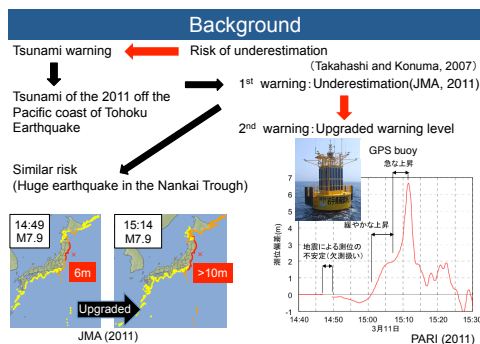 Background
Tsunami warning
Risk of underestimation
(Takahashi and Konuma, 2007)
Tsunami of the 2011 off the
Pacific coast of Tohoku
Earthquake
1st warning：Underestimation(JMA, 2011)
2nd warning：Upgraded warning level
Similar risk
(Huge earthquake in the Nankai Trough)
14:49
M7.9
6m
15:14
M7.9
>10m
Upgraded
JMA (2011)
GPS buoy
急な上昇
緩やかな上昇
地震による測位の
不安定（欠測扱い）
測位偏差(m)
7
6
5
4
3
2
1
0
-1
14:40
14:50
15:00
15:10
15:20
15:30
3月11日
PARI (2011)